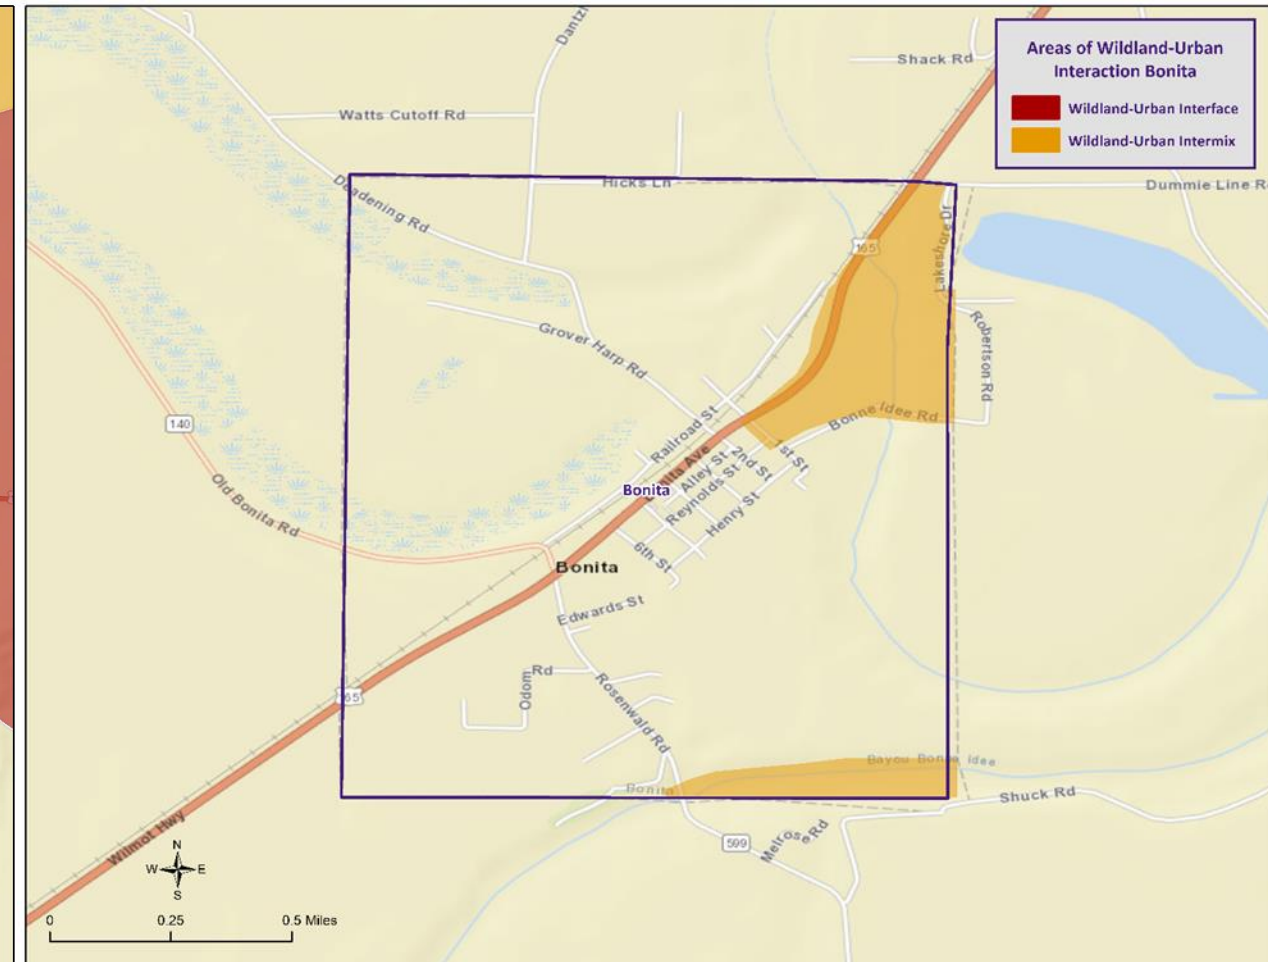 Dantzl
Shack Rd
Areas of Wildland-Urban
Interaction Bonita
Wildland-Urban Interface
Wildland-Urban Intermix
Watts Cutoff Rd
Hicks Ln
Dummie Line R
Deadening Rd
Lakeshore Dr
165
Grover Harp Rd
Robertson Rd
140
Railroad St
Bonne Idee Rd
1st St
2nd St
Alley St
Reynolds St
Henry St
Bonita
Ave
Old Bonita Rd
6th St
Bonita
Edwards St
Odom
Rd
65
Rosenwald Rd
Bayou Bonne Idee
Bonita
Shuck Rd
Wilmot Hwy
599
Melrose Rd
N
W E
S
0 0.25 0.5 Miles